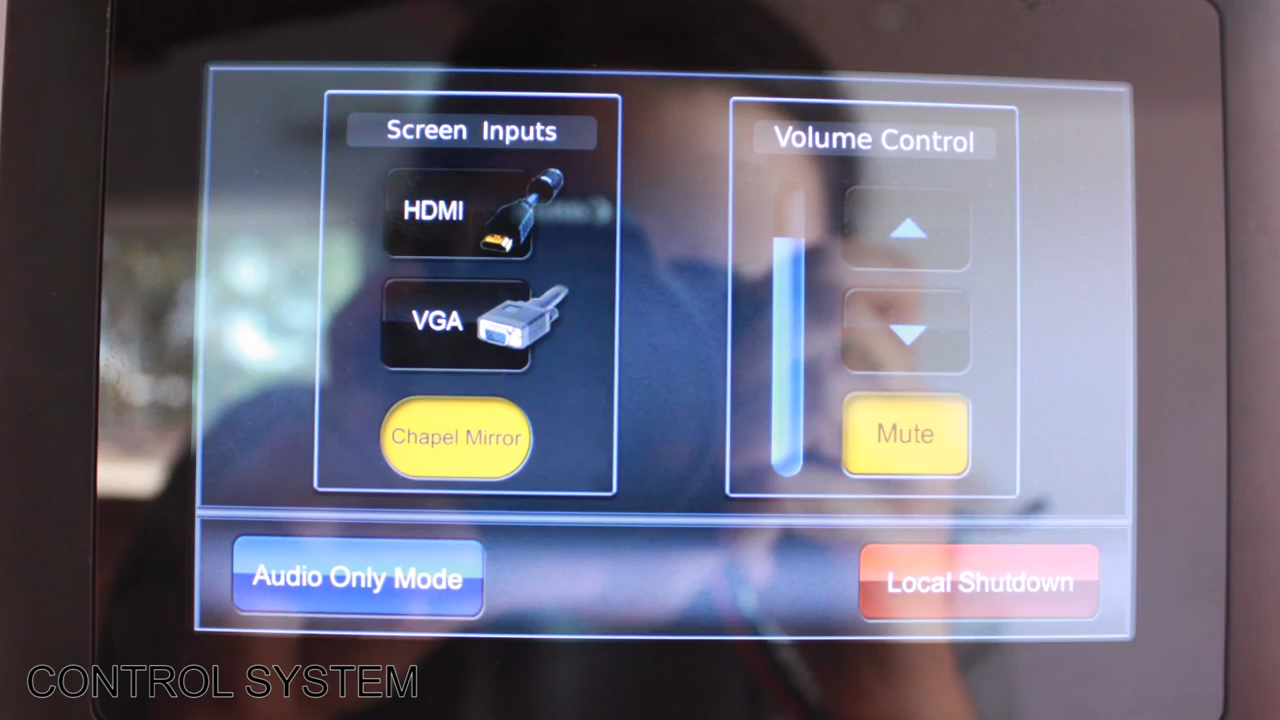 Screen Inputs
HDMI
VGA
Chapel Mirror
Volume Control
Mute
Audio Only Mode
Local Shutdown
CONTROL SYSTEM